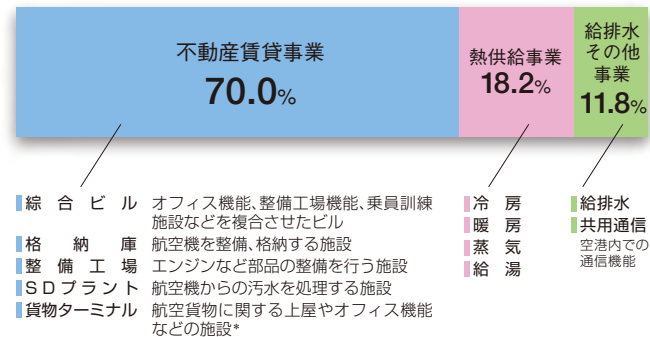 不動産賃貸事業
70.0%
熱供給事業
18.2%
給排水
その他
事業
11.8%
綜合ビル オフィス機能、整備工場機能、乗員訓練
施設などを複合させたビル
格納庫 航空機を整備、格納する施設
整備工場 エンジンなど部品の整備を行う施設
SDプラント 航空機からの汚水を処理する施設
貨物ターミナル 航空貨物に関する上屋やオフィス機能
などの施設*
冷房
暖房
蒸気
給湯
給排水
共用通信
空港内での
通信機能